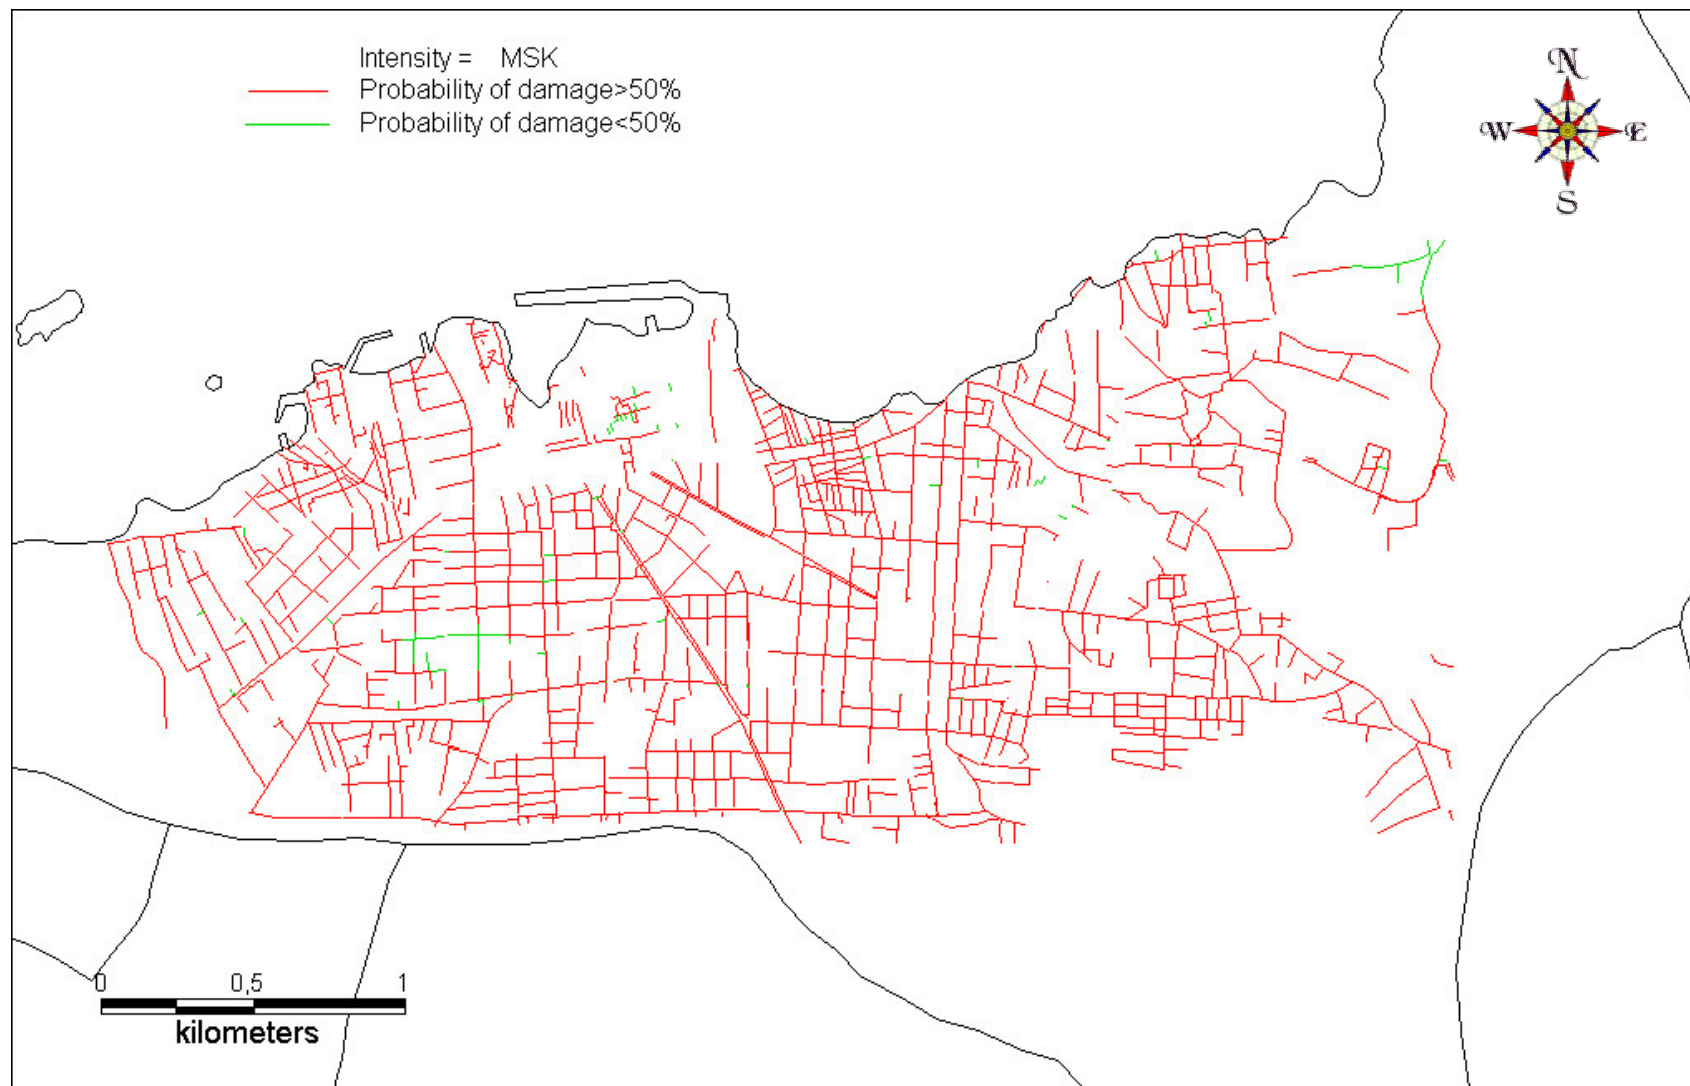 Intensity =    MSK
Probability of damage>50%
Probability of damage<50%
N
W E
S
0 0,5 1
kilometers